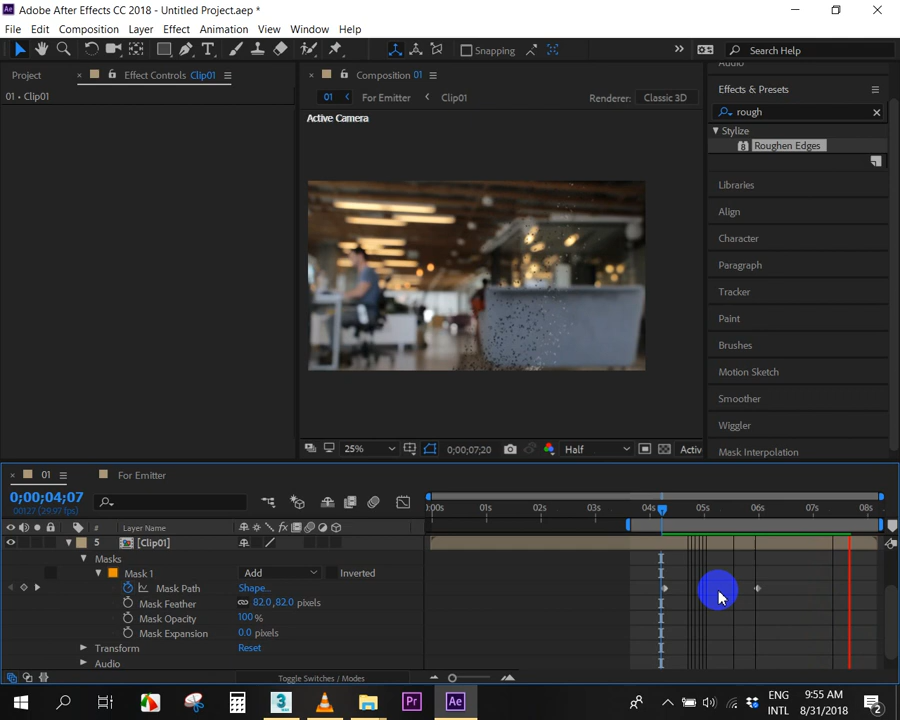 Adobe After Effects CC 2018 - Untitled Project.aep *
File Edit Composition Layer Effect Animation View Window Help
Snapping
Search Help
Project
Effect Controls Clip01
Composition 01
01 • Clip01
01 For Emitter Clip01
Renderer: Classic 3D
Active Camera
Audio
Effects & Presets
rough
Stylize
Roughen Edges
Libraries
Align
Character
Paragraph
Tracker
Paint
Brushes
Motion Sketch
Smoother
Wiggler
Mask Interpolation
25% 0;00;07;20 Half Activ
01 For Emitter
0;00;04;07
00127 (29.97 fps)
:00s 01s 02s 03s 04s 05s 06s 07s 08s
# Layer Name
5 [Clip01]
Masks
Mask 1 Add Inverted
Mask Path Shape...
Mask Feather 82.0,82.0 pixels
Mask Opacity 100%
Mask Expansion 0.0 pixels
Transform Reset
Audio
Toggle Switches / Modes
3
MAX
Pr
Ae
ENG
INTL
9:55 AM
8/31/2018
2